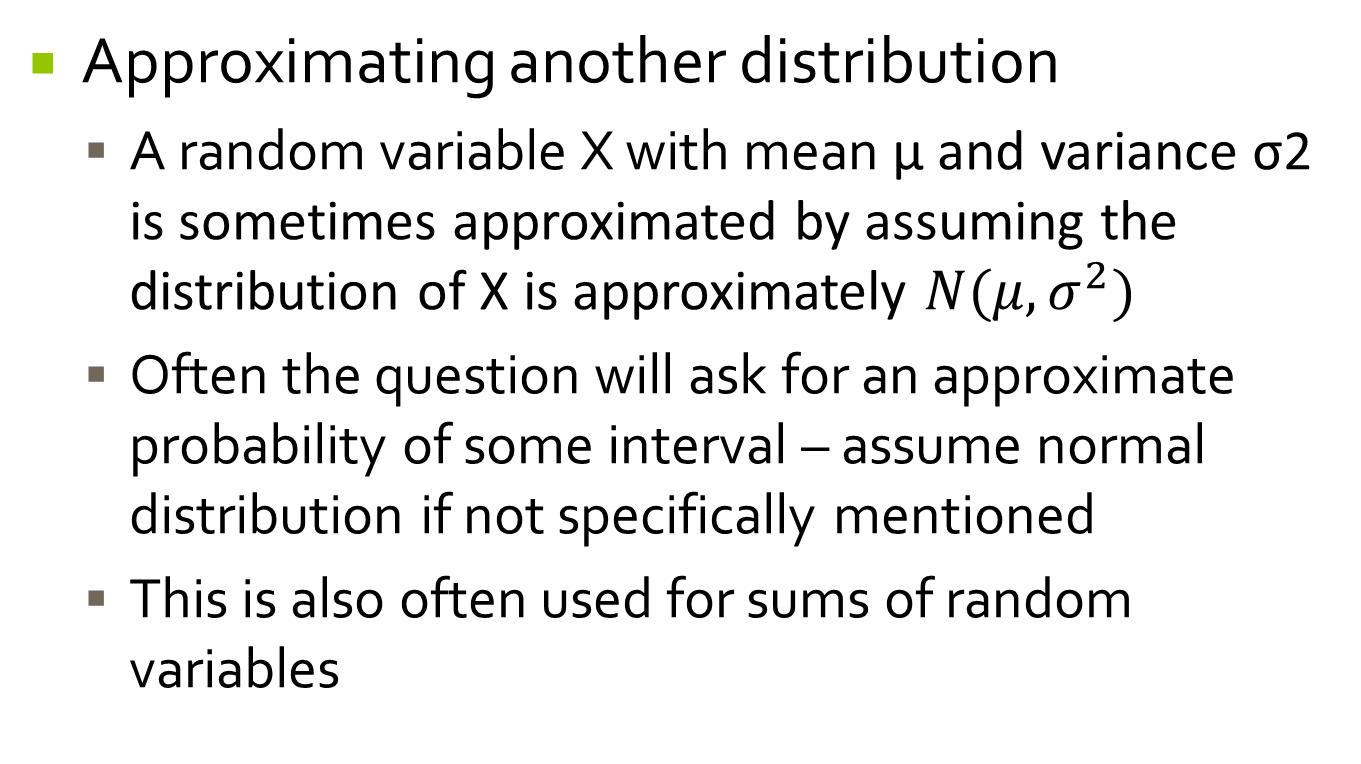 Approximating another distribution
A random variable X with mean μ and variance σ2
is sometimes approximated by assuming the
distribution of X is approximately 𝑁(𝜇, 𝜎²)
Often the question will ask for an approximate
probability of some interval – assume normal
distribution if not specifically mentioned
This is also often used for sums of random
variables